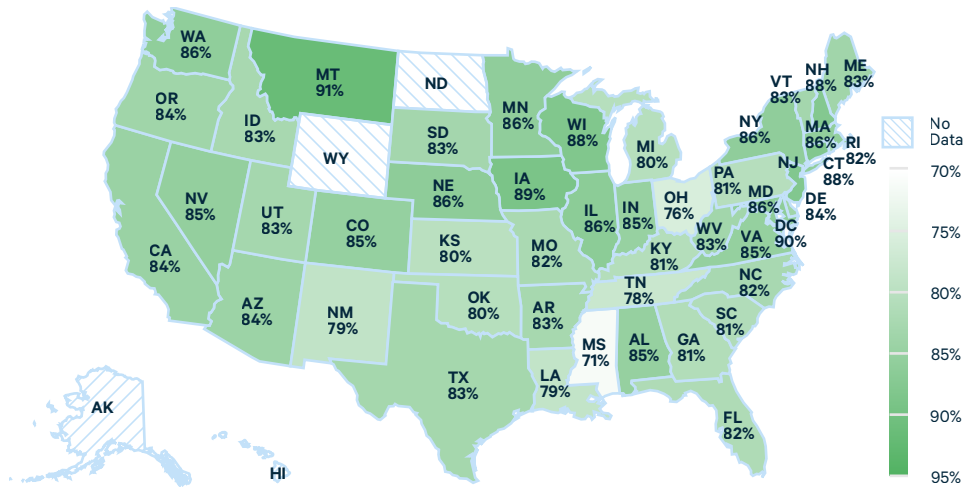 WA
86%
OR
84%
ID
83%
MT
91%
ND
WY
SD
83%
MN
86%
WI
88%
MI
80%
NY
86%
VT
83%
NH
88%
ME
83%
MA
86%
RI
82%
CT
88%
NJ
PA
81%
MD
86%
DE
84%
DC
90%
NV
85%
UT
83%
CO
85%
NE
86%
IA
89%
IL
86%
IN
85%
OH
76%
WV
83%
VA
85%
CA
84%
AZ
84%
NM
79%
KS
80%
MO
82%
KY
81%
TN
78%
NC
82%
SC
81%
OK
80%
AR
83%
MS
71%
AL
85%
GA
81%
TX
83%
LA
79%
FL
82%
AK
HI
No
Data
70%
75%
80%
85%
90%
95%